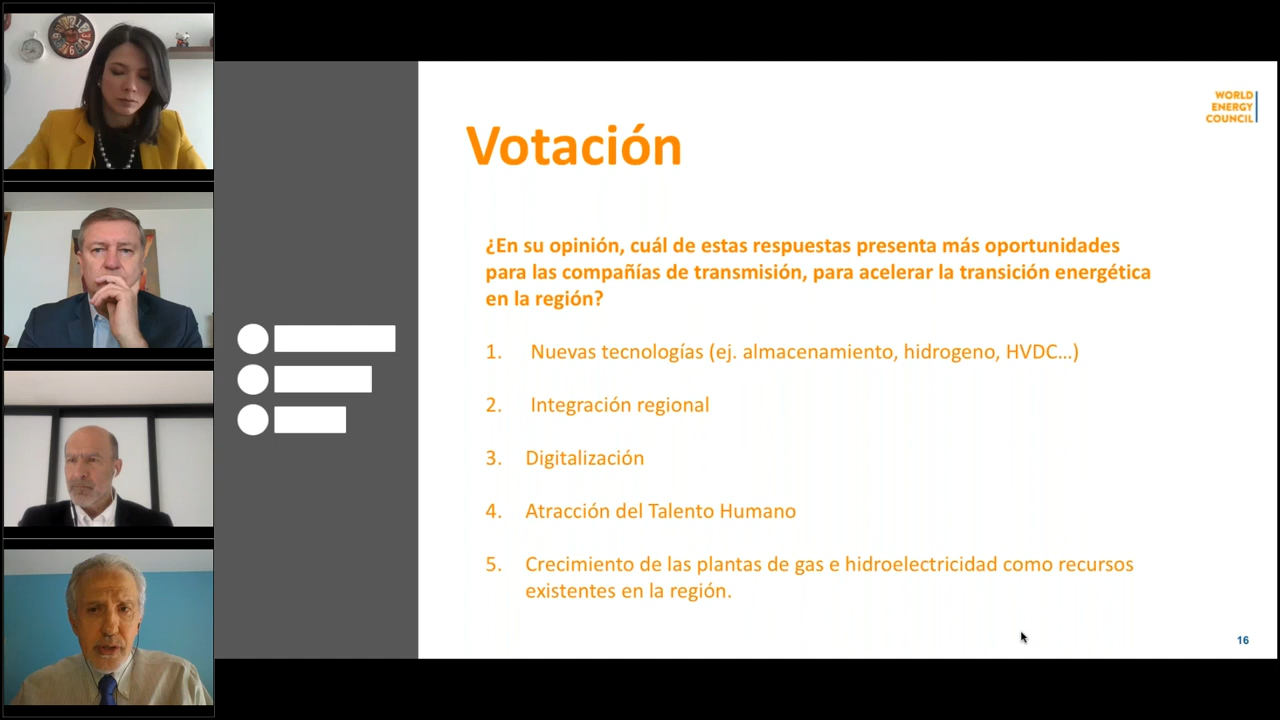 WORLD
ENERGY
COUNCIL
Votación
¿En su opinión, cuál de estas respuestas presenta más oportunidades
para las compañías de transmisión, para acelerar la transición energética
en la región?
1. Nuevas tecnologías (ej. almacenamiento, hidrogeno, HVDC...)
2. Integración regional
3. Digitalización
4. Atracción del Talento Humano
5. Crecimiento de las plantas de gas e hidroelectricidad como recursos
existentes en la región.
16